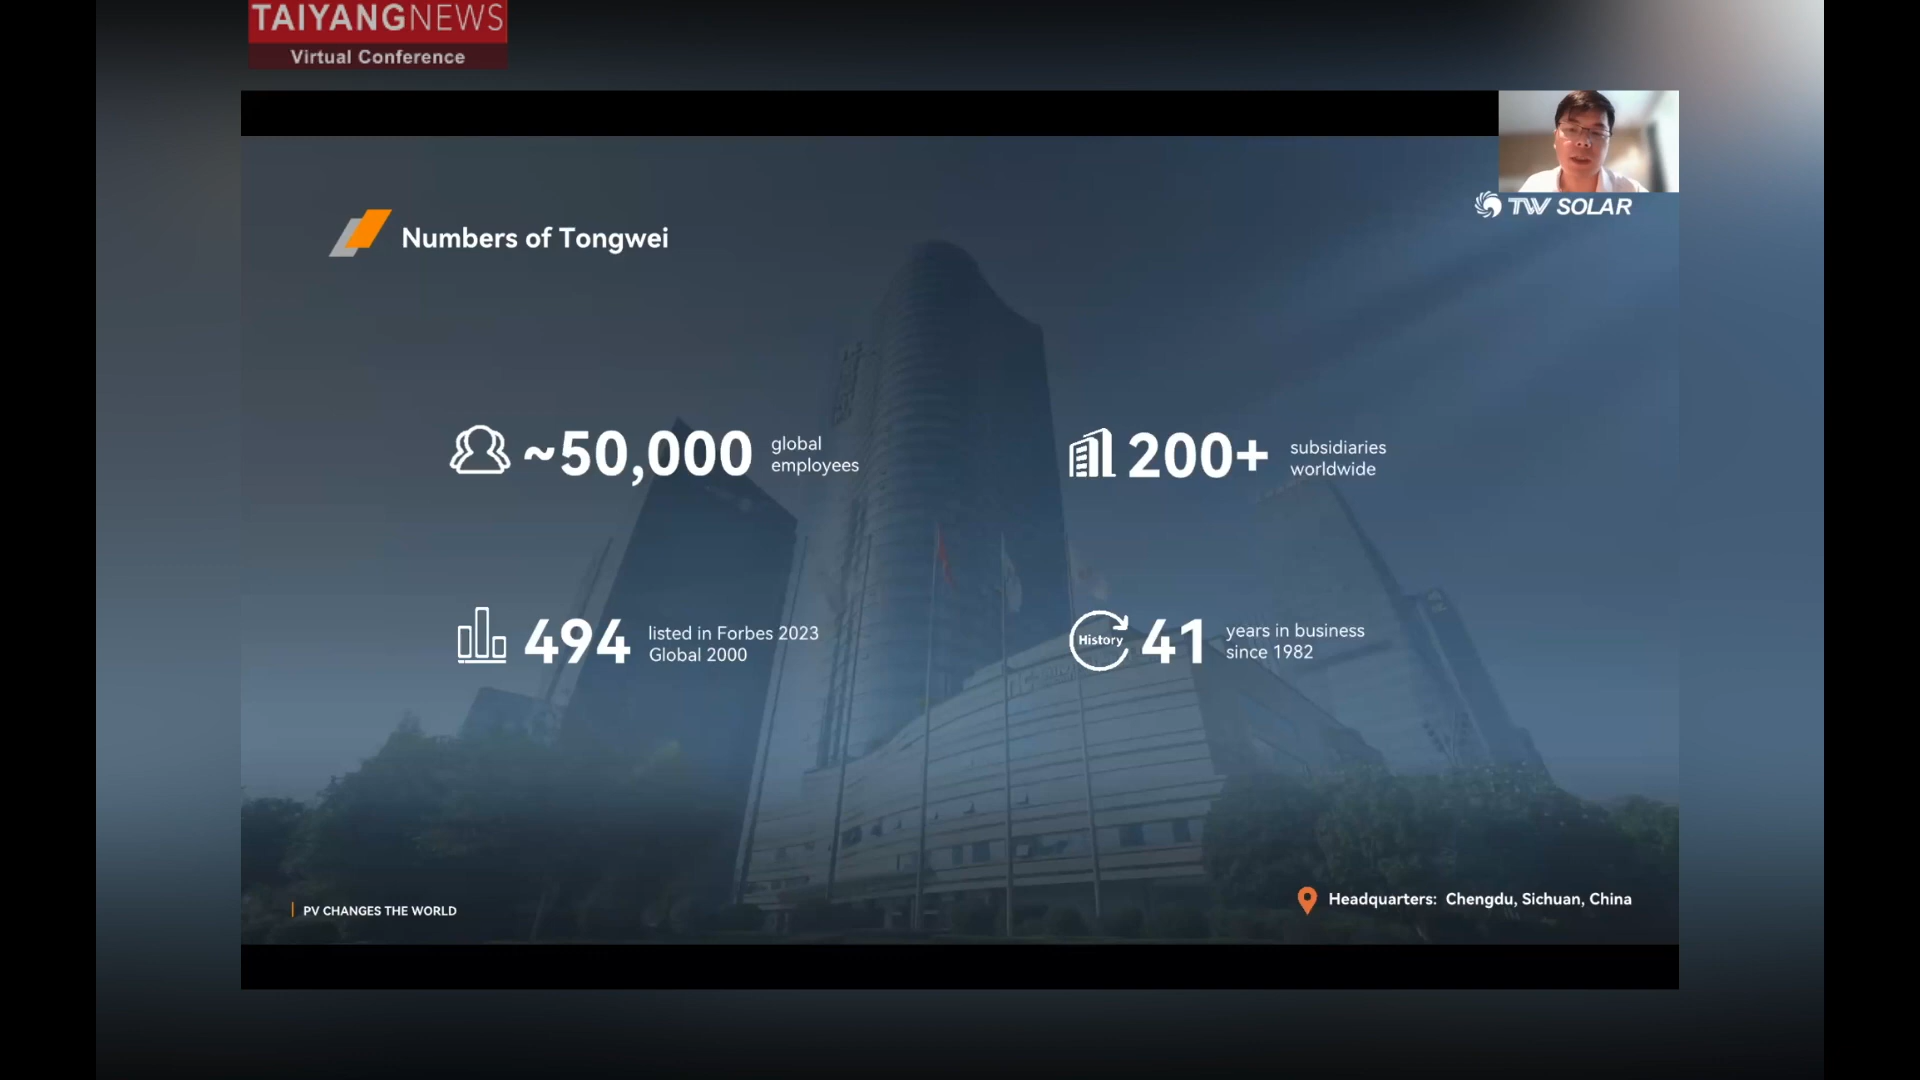 TAIYANGNEWS
Virtual Conference
TW SOLAR
Numbers of Tongwei
~50,000
global
employees
200+
subsidiaries
worldwide
494
listed in Forbes 2023
Global 2000
History
41
years in business
since 1982
PV CHANGES THE WORLD
Headquarters: Chengdu, Sichuan, China